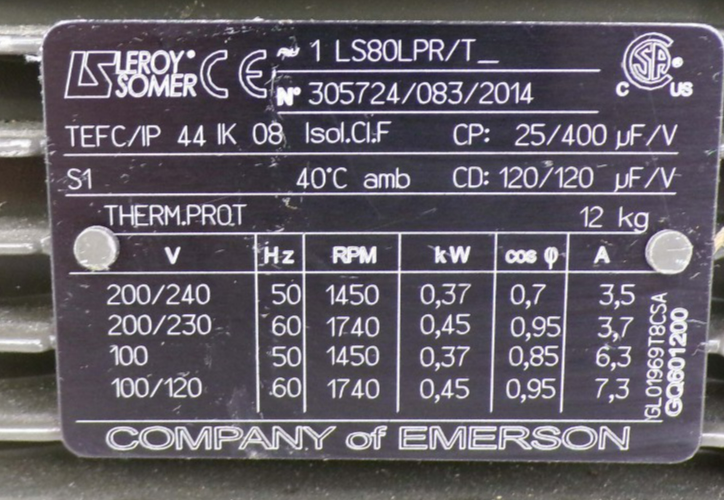 LS LEROY® SOMER CE ~ 1 LS80LPR/T_
N° 305724/083/2014
CSA® C US
TEFC/IP 44 IK 08 Isol.Cl.F CP: 25/400 µF/V
S1 40°C amb CD: 120/120 µF/V
THERM.PROT 12 kg
V Hz RPM kW cos φ A
200/240 50 1450 0,37 0,7 3,5
200/230 60 1740 0,45 0,95 3,7
100 50 1450 0,37 0,85 6,3
100/120 60 1740 0,45 0,95 7,3
GL01969T8CSA
GQ601200
COMPANY of EMERSON